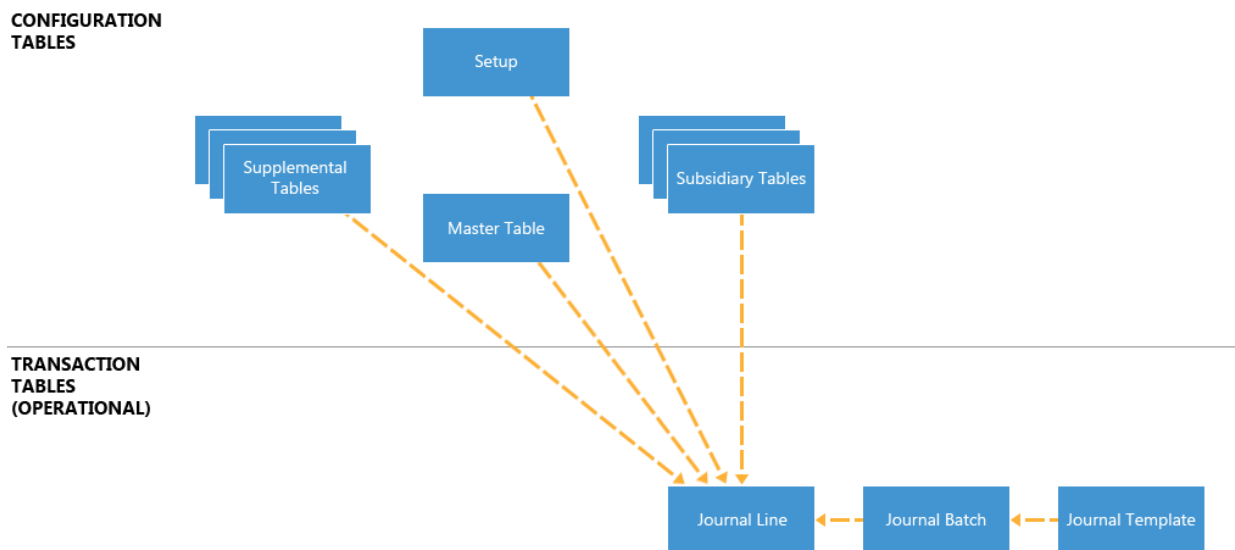 CONFIGURATION
TABLES
Setup
Supplemental
Tables
Subsidiary Tables
Master Table
TRANSACTION
TABLES
(OPERATIONAL)
Journal Line
Journal Batch
Journal Template